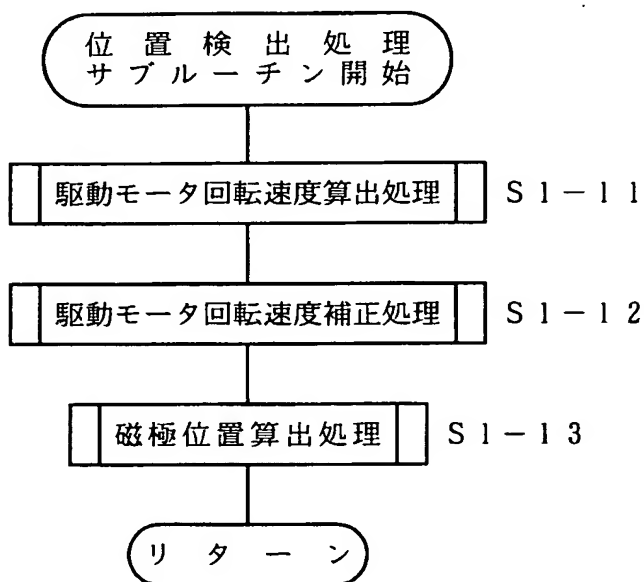 位置検出処理
サブルーチン開始
駆動モータ回転速度算出処理 S1-11
駆動モータ回転速度補正処理 S1-12
磁極位置算出処理 S1-13
リターン